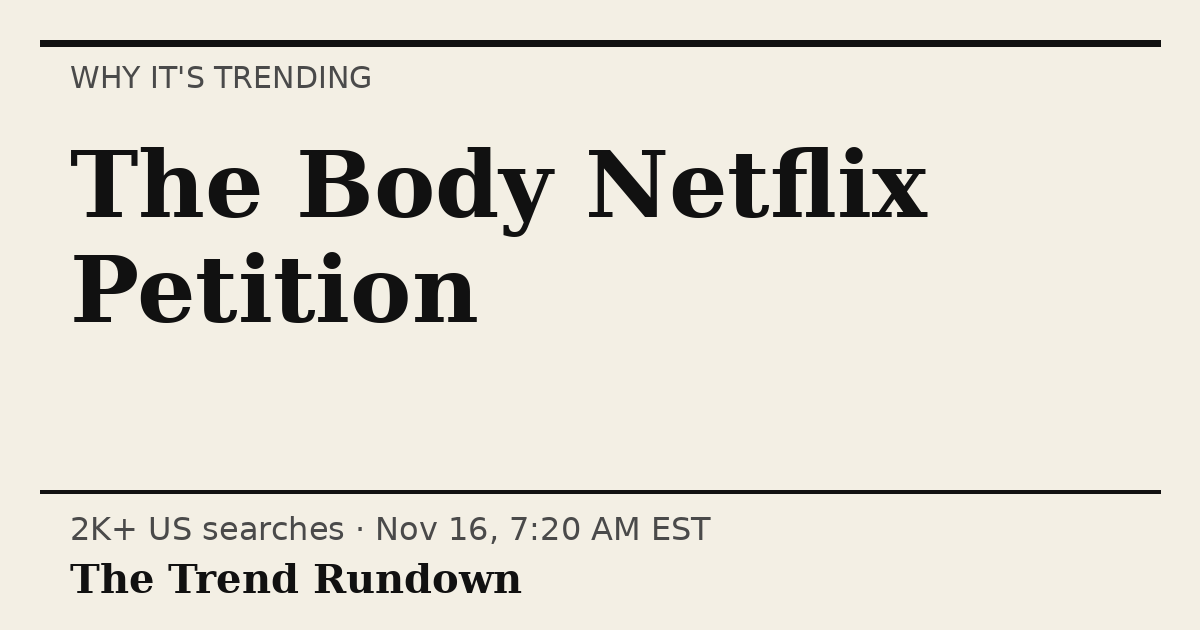 WHY IT'S TRENDING
The Body Netflix
Petition
2K+ US searches · Nov 16, 7:20 AM EST
The Trend Rundown